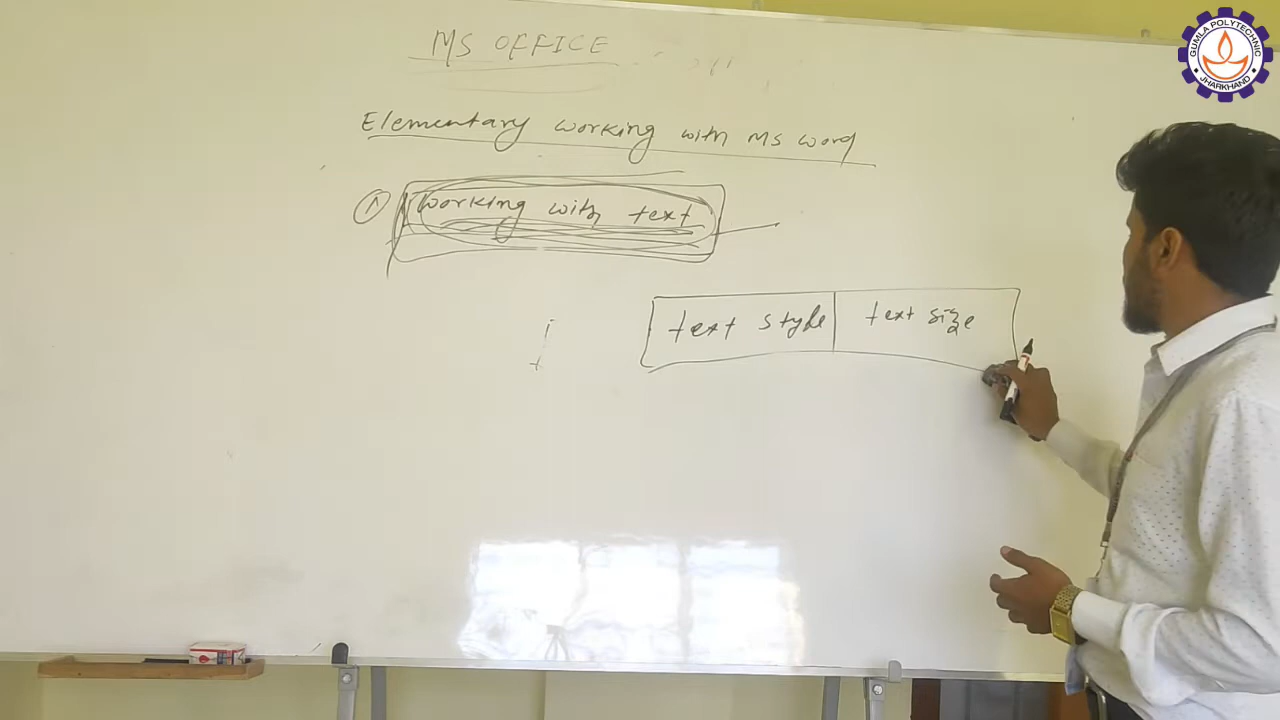 MS OFFICE
Elementary working with MS word
1 working with text
text style text size
GUMLA POLYTECHNIC
JHARKHAND